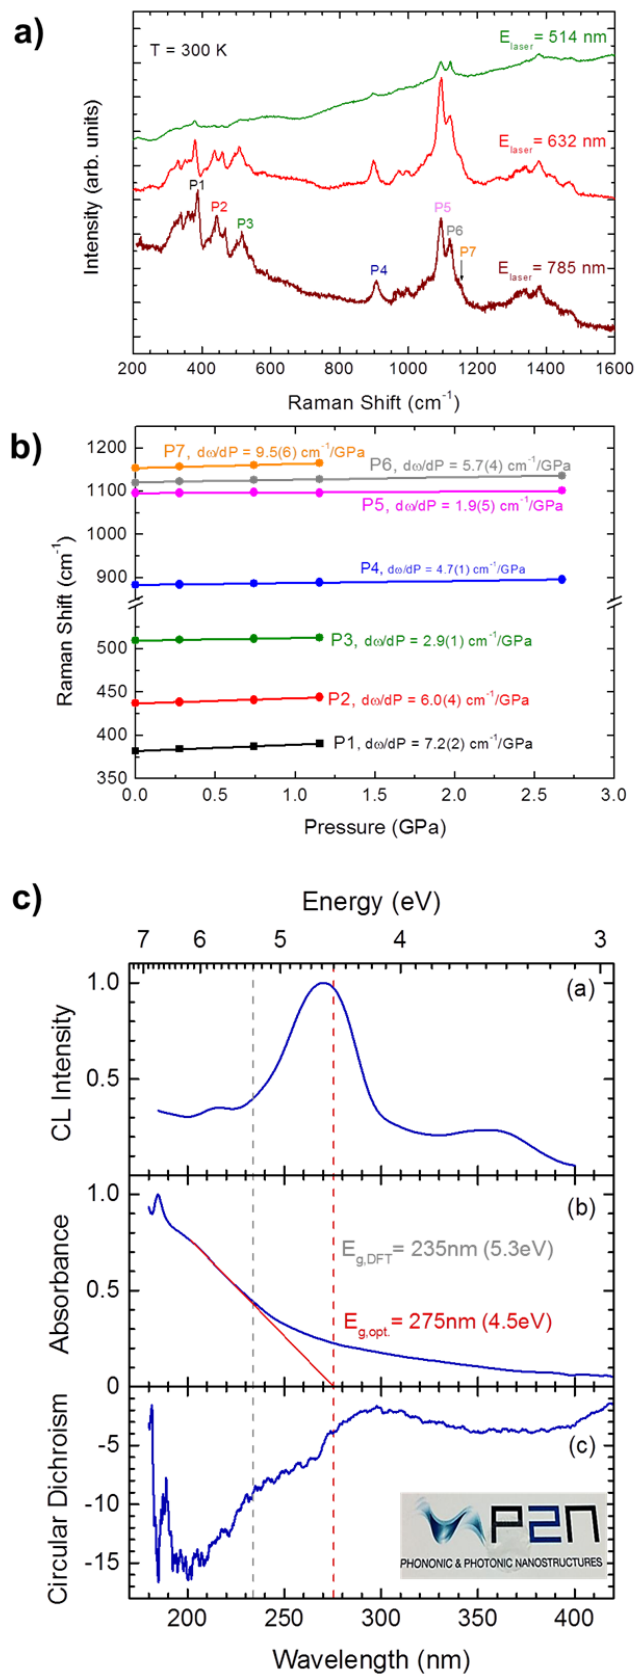 a)
T = 300 K
E_laser = 514 nm
E_laser = 632 nm
P1
P2
P3
P4
P5
P6
P7
E_laser = 785 nm
Intensity (arb. units)
200 400 600 800 1000 1200 1400 1600
Raman Shift (cm⁻¹)
b)
1200
1100
1000
900
500
450
400
350
P7, dω/dP = 9.5(6) cm⁻¹/GPa
P6, dω/dP = 5.7(4) cm⁻¹/GPa
P5, dω/dP = 1.9(5) cm⁻¹/GPa
P4, dω/dP = 4.7(1) cm⁻¹/GPa
P3, dω/dP = 2.9(1) cm⁻¹/GPa
P2, dω/dP = 6.0(4) cm⁻¹/GPa
P1, dω/dP = 7.2(2) cm⁻¹/GPa
Raman Shift (cm⁻¹)
0.0 0.5 1.0 1.5 2.0 2.5 3.0
Pressure (GPa)
c)
Energy (eV)
7 6 5 4 3
1.0
0.5
CL Intensity
(a)
1.0
0.5
0
Absorbance
(b)
E_g,DFT = 235nm (5.3eV)
E_g,opt. = 275nm (4.5eV)
-5
-10
-15
Circular Dichroism
(c)
P2N
PHONONIC & PHOTONIC NANOSTRUCTURES
200 250 300 350 400
Wavelength (nm)